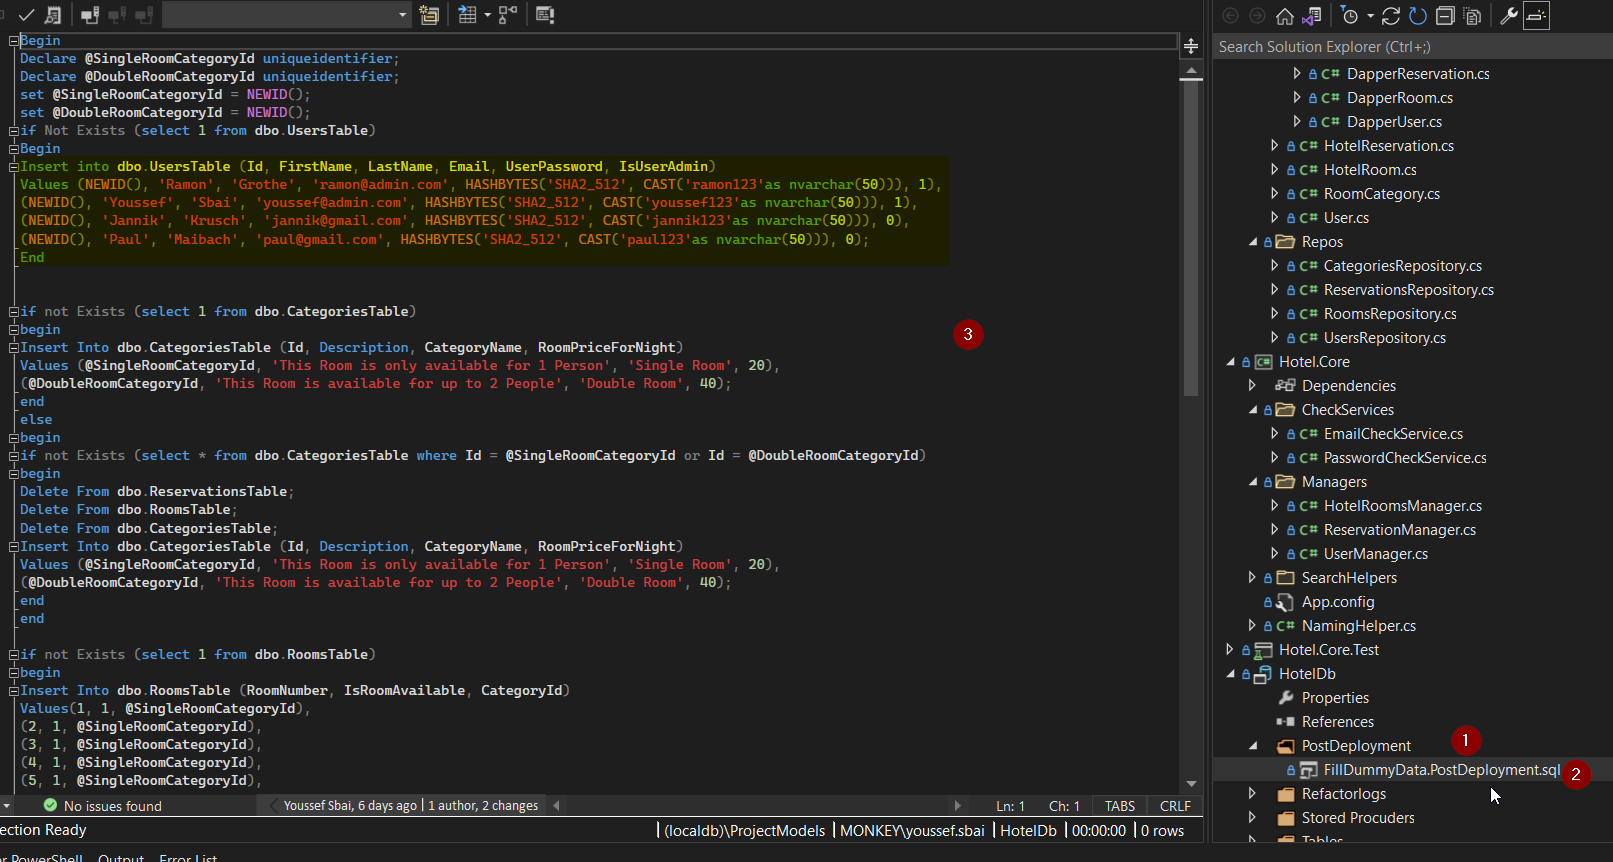 Begin
Declare @SingleRoomCategoryId uniqueidentifier;
Declare @DoubleRoomCategoryId uniqueidentifier;
set @SingleRoomCategoryId = NEWID();
set @DoubleRoomCategoryId = NEWID();
if Not Exists (select 1 from dbo.UsersTable)
Begin
Insert into dbo.UsersTable (Id, FirstName, LastName, Email, UserPassword, IsUserAdmin)
Values (NEWID(), 'Ramon', 'Grothe', 'ramon@admin.com', HASHBYTES('SHA2_512', CAST('ramon123'as nvarchar(50))), 1),
(NEWID(), 'Youssef', 'Sbai', 'youssef@admin.com', HASHBYTES('SHA2_512', CAST('youssef123'as nvarchar(50))), 1),
(NEWID(), 'Jannik', 'Krusch', 'jannik@gmail.com', HASHBYTES('SHA2_512', CAST('jannik123'as nvarchar(50))), 0),
(NEWID(), 'Paul', 'Maibach', 'paul@gmail.com', HASHBYTES('SHA2_512', CAST('paul123'as nvarchar(50))), 0);
End
if not Exists (select 1 from dbo.CategoriesTable)
begin
Insert Into dbo.CategoriesTable (Id, Description, CategoryName, RoomPriceForNight)
Values (@SingleRoomCategoryId, 'This Room is only available for 1 Person', 'Single Room', 20),
(@DoubleRoomCategoryId, 'This Room is available for up to 2 People', 'Double Room', 40);
end
else
begin
if not Exists (select * from dbo.CategoriesTable where Id = @SingleRoomCategoryId or Id = @DoubleRoomCategoryId)
begin
Delete From dbo.ReservationsTable;
Delete From dbo.RoomsTable;
Delete From dbo.CategoriesTable;
Insert Into dbo.CategoriesTable (Id, Description, CategoryName, RoomPriceForNight)
Values (@SingleRoomCategoryId, 'This Room is only available for 1 Person', 'Single Room', 20),
(@DoubleRoomCategoryId, 'This Room is available for up to 2 People', 'Double Room', 40);
end
end
if not Exists (select 1 from dbo.RoomsTable)
begin
Insert Into dbo.RoomsTable (RoomNumber, IsRoomAvailable, CategoryId)
Values(1, 1, @SingleRoomCategoryId),
(2, 1, @SingleRoomCategoryId),
(3, 1, @SingleRoomCategoryId),
(4, 1, @SingleRoomCategoryId),
(5, 1, @SingleRoomCategoryId),
3
No issues found
Youssef Sbai, 6 days ago | 1 author, 2 changes
Ln: 1 Ch: 1 TABS CRLF
ection Ready
(localdb)\ProjectModels MONKEY\youssef.sbai HotelDb 00:00:00 0 rows
PowerShell Output Error List
Search Solution Explorer (Ctrl+;)
C# DapperReservation.cs
C# DapperRoom.cs
C# DapperUser.cs
C# HotelReservation.cs
C# HotelRoom.cs
C# RoomCategory.cs
C# User.cs
Repos
C# CategoriesRepository.cs
C# ReservationsRepository.cs
C# RoomsRepository.cs
C# UsersRepository.cs
C# Hotel.Core
Dependencies
CheckServices
C# EmailCheckService.cs
C# PasswordCheckService.cs
Managers
C# HotelRoomsManager.cs
C# ReservationManager.cs
C# UserManager.cs
SearchHelpers
App.config
C# NamingHelper.cs
Hotel.Core.Test
HotelDb
Properties
References
PostDeployment 1
FillDummyData.PostDeployment.sql 2
Refactorlogs
Stored Procuders
Tables